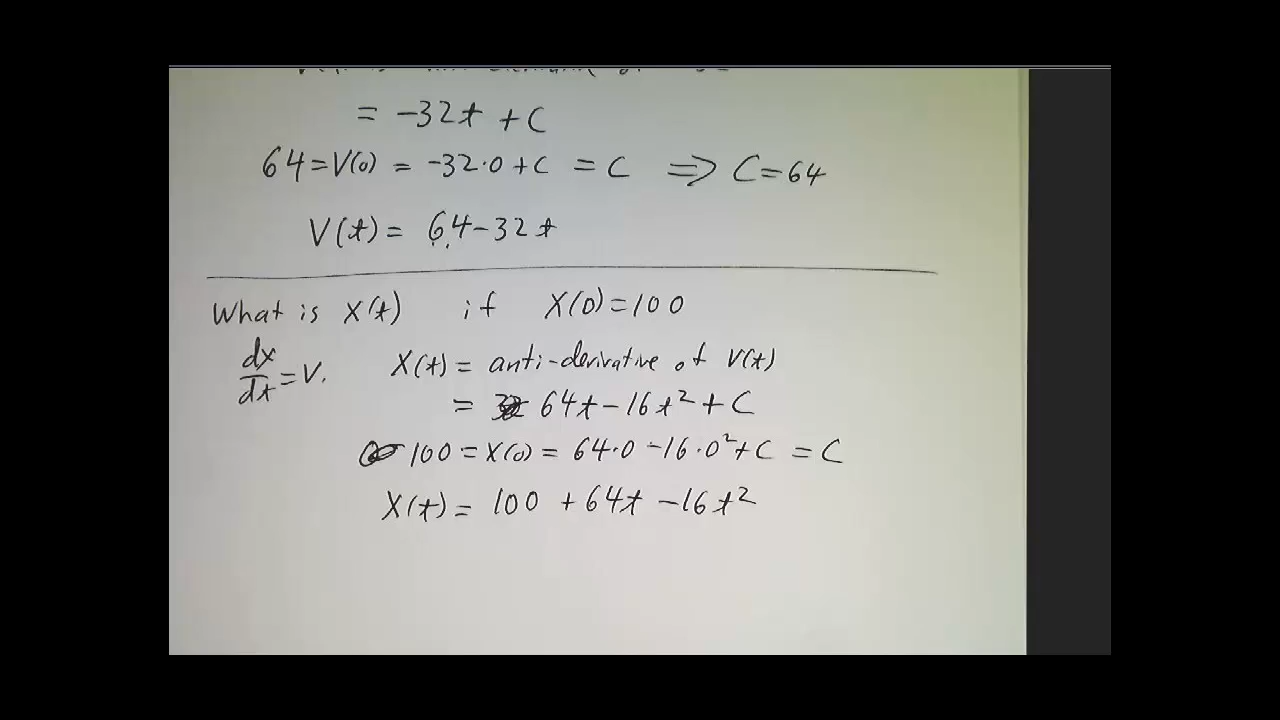 = -32t + C
64 = V(0) = -32·0 + C = C ⟹ C = 64
V(t) = 64 - 32t
What is X(t) if X(0) = 100
dx/dt = V. X(t) = anti-derivative of V(t)
= 64t - 16t² + C
100 = X(0) = 64·0 - 16·0² + C = C
X(t) = 100 + 64t - 16t²